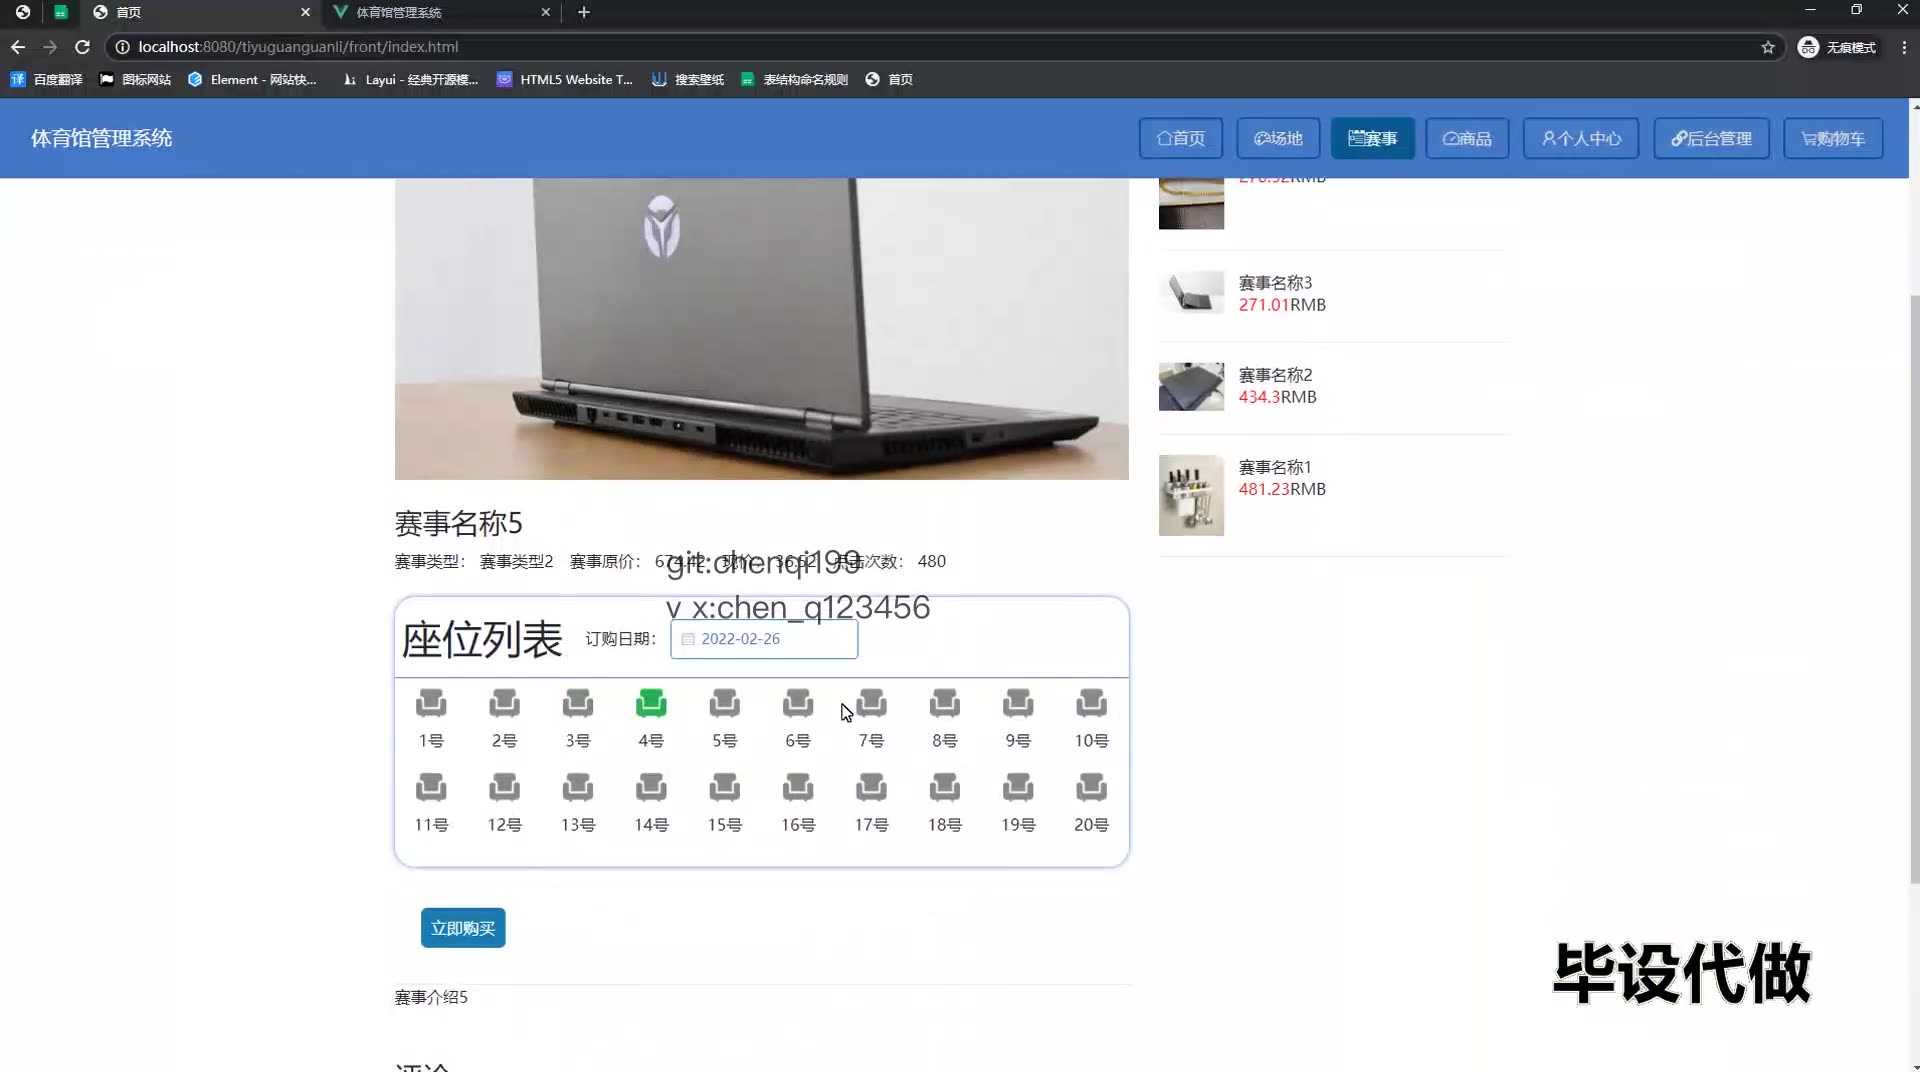 首页
体育馆管理系统
localhost:8080/tiyuguanguanli/front/index.html
无痕模式
百度翻译
图标网站
Element - 网站快...
Layui - 经典开源模...
HTML5 Website T...
搜索壁纸
表结构命名规则
首页
体育馆管理系统
首页
场地
赛事
商品
个人中心
后台管理
购物车
赛事名称3
271.01RMB
赛事名称2
434.3RMB
赛事名称1
481.23RMB
赛事名称5
赛事类型： 赛事类型2 赛事原价： 674.42 现价： 36.52 点击次数： 480
git:chenqi199
v x:chen_q123456
座位列表 订购日期： 2022-02-26
1号 2号 3号 4号 5号 6号 7号 8号 9号 10号
11号 12号 13号 14号 15号 16号 17号 18号 19号 20号
立即购买
毕设代做
赛事介绍5